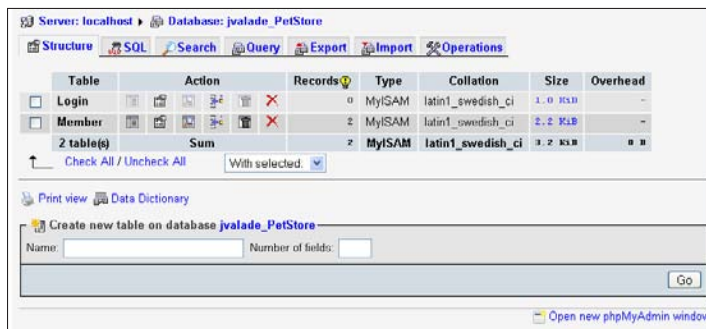 Server: localhost ▸ Database: jvalade_PetStore
Structure SQL Search Query Export Import Operations
Table Action Records Type Collation Size Overhead
Login 0 MyISAM latin1_swedish_ci 1.0 KiB -
Member 2 MyISAM latin1_swedish_ci 2.2 KiB -
2 table(s) Sum 2 MyISAM latin1_swedish_ci 3.2 KiB 0 B
Check All / Uncheck All With selected:
Print view Data Dictionary
Create new table on database jvalade_PetStore
Name: Number of fields:
Go
Open new phpMyAdmin window